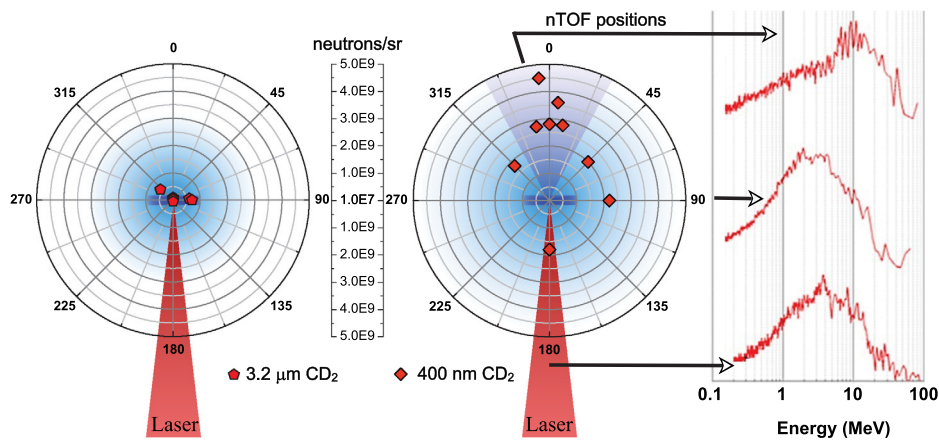 nTOF positions
neutrons/sr
0
45
90
135
180
225
270
315
5.0E9
4.0E9
3.0E9
2.0E9
1.0E9
1.0E7
1.0E9
2.0E9
3.0E9
4.0E9
5.0E9
0
45
90
135
180
225
270
315
3.2 μm CD₂
400 nm CD₂
Laser
Laser
0.1 1 10 100
Energy (MeV)